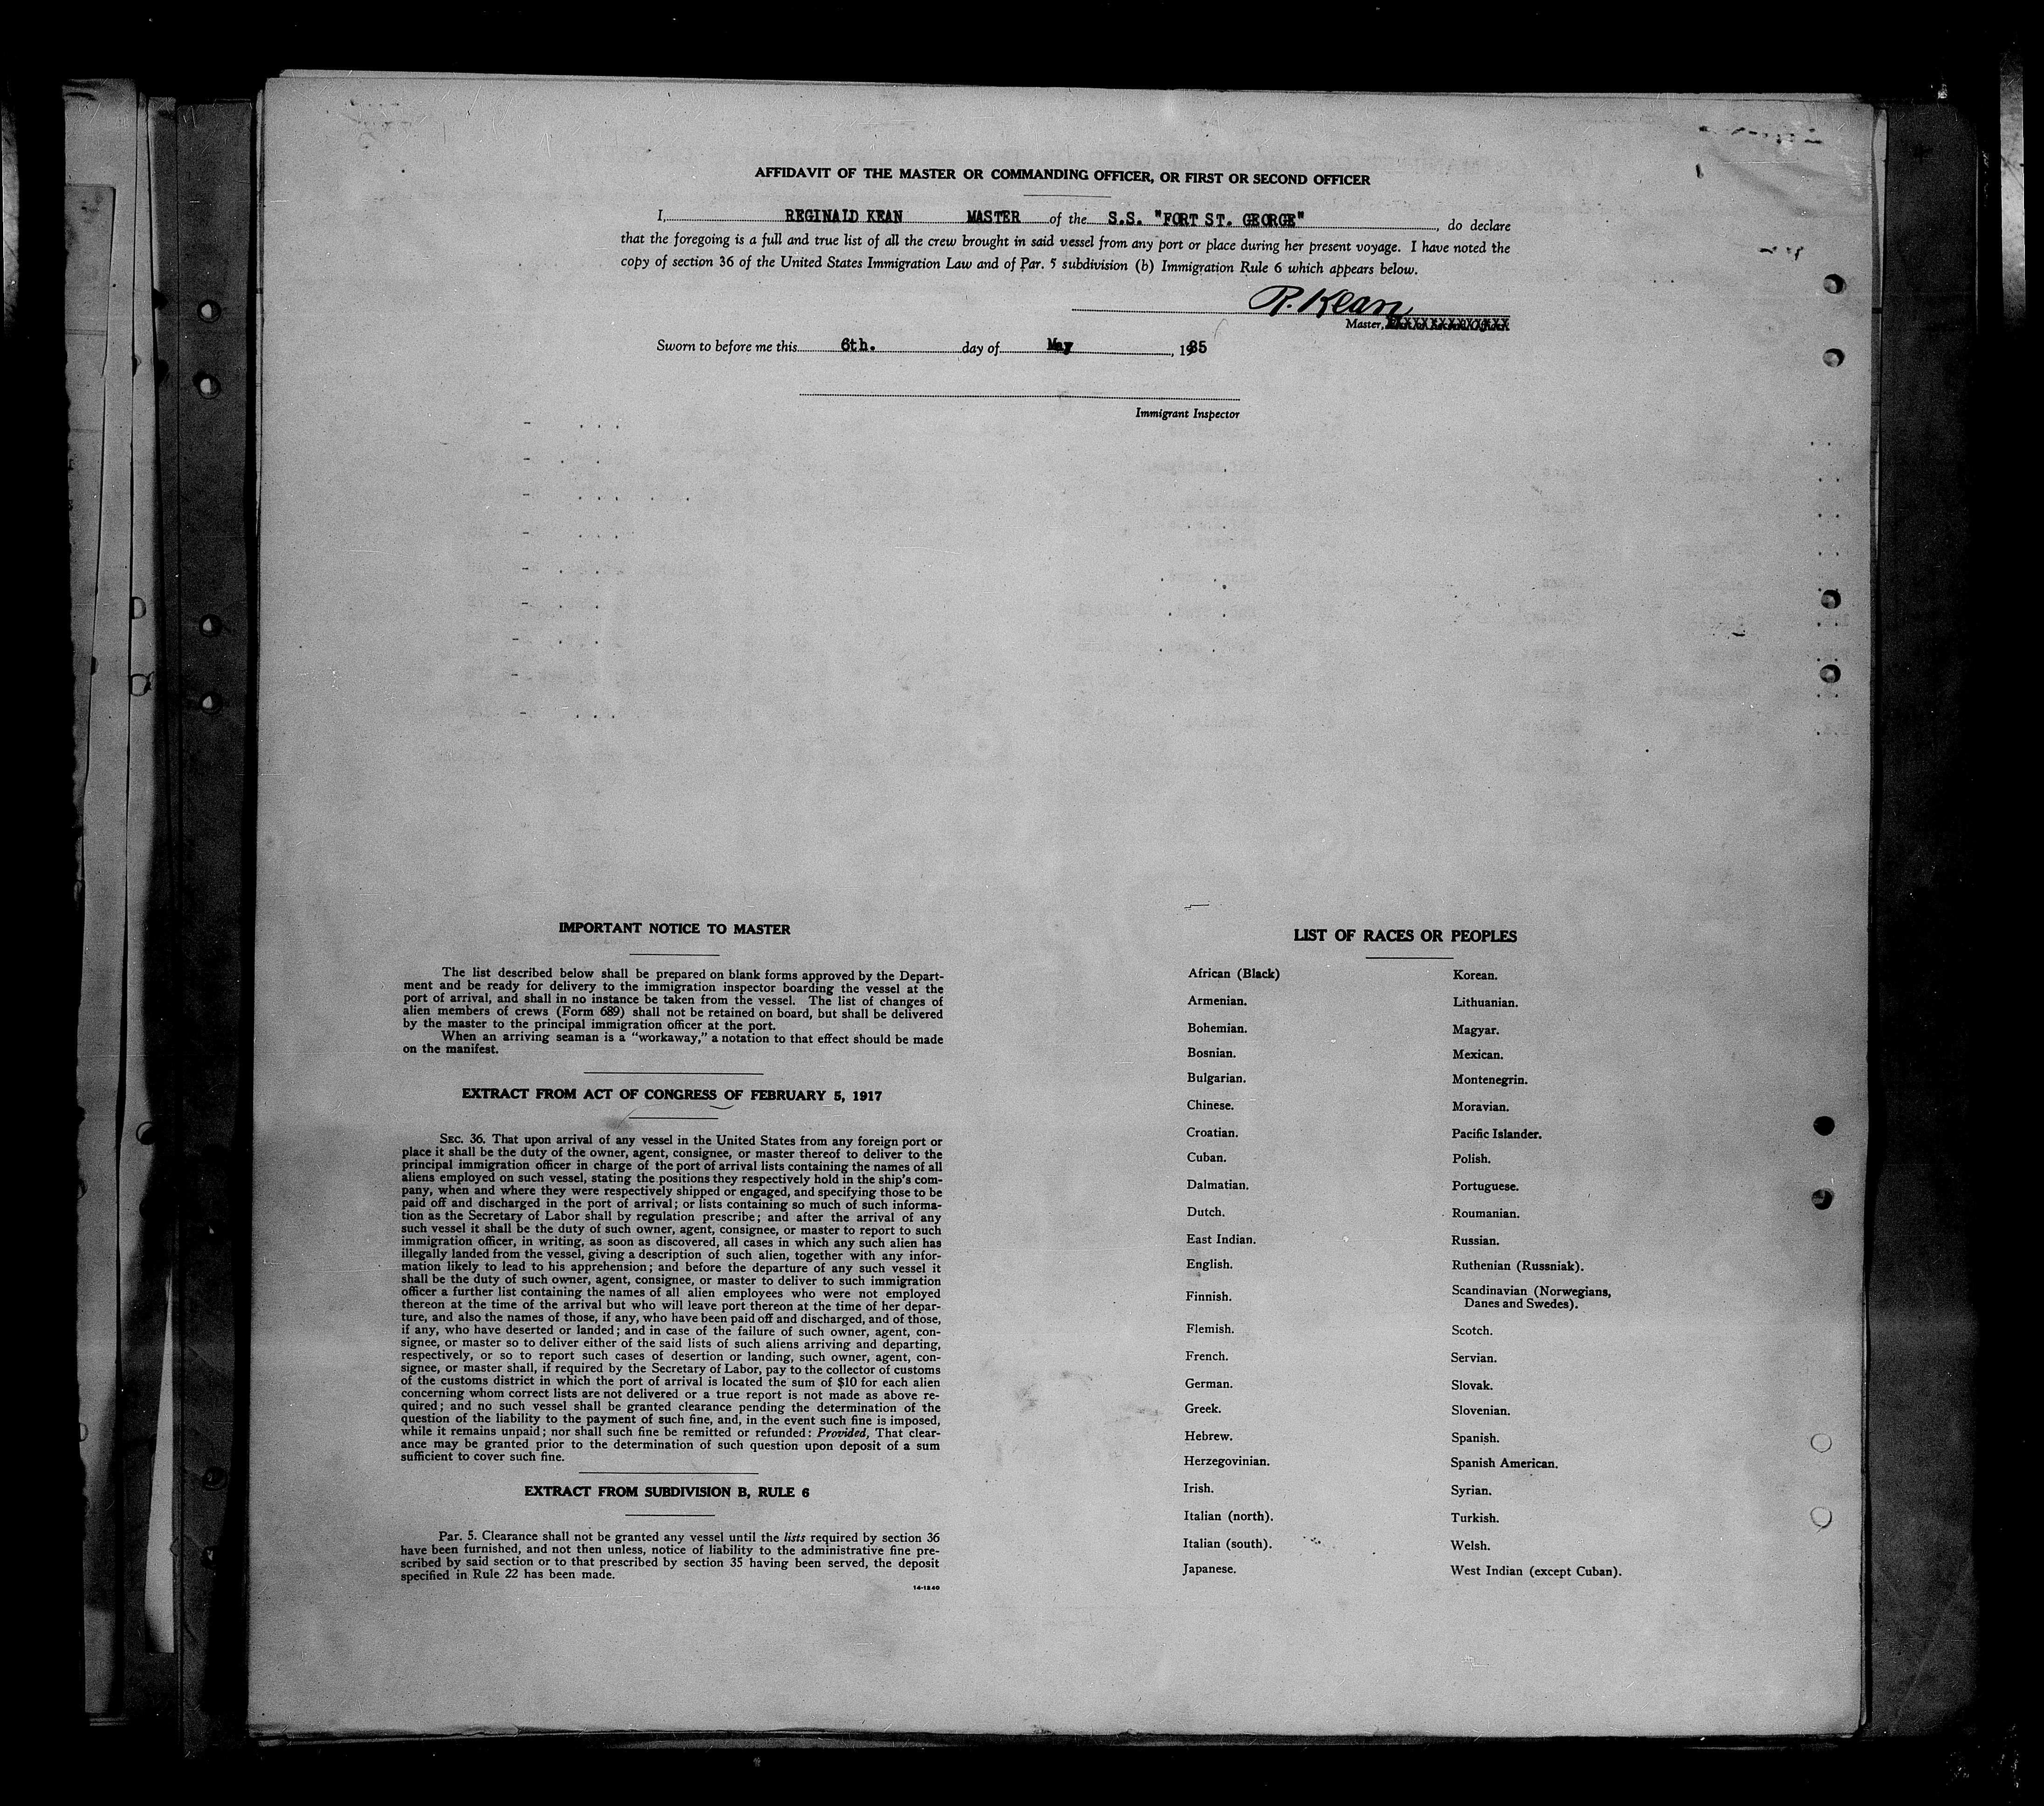 AFFIDAVIT OF THE MASTER OR COMMANDING OFFICER, OR FIRST OR SECOND OFFICER
I, REGINALD KEAN MASTER of the S.S. "FORT ST. GEORGE", do declare
that the foregoing is a full and true list of all the crew brought in said vessel from any port or place during her present voyage. I have noted the
copy of section 36 of the United States Immigration Law and of Par. 5 subdivision (b) Immigration Rule 6 which appears below.
R. Kean
Master,
Sworn to before me this 6th. day of May, 1935
Immigrant Inspector
IMPORTANT NOTICE TO MASTER
The list described below shall be prepared on blank forms approved by the Depart-
ment and be ready for delivery to the immigration inspector boarding the vessel at the
port of arrival, and shall in no instance be taken from the vessel. The list of changes of
alien members of crews (Form 689) shall not be retained on board, but shall be delivered
by the master to the principal immigration officer at the port.
When an arriving seaman is a "workaway," a notation to that effect should be made
on the manifest.
EXTRACT FROM ACT OF CONGRESS OF FEBRUARY 5, 1917
SEC. 36. That upon arrival of any vessel in the United States from any foreign port or
place it shall be the duty of the owner, agent, consignee, or master thereof to deliver to the
principal immigration officer in charge of the port of arrival lists containing the names of all
aliens employed on such vessel, stating the positions they respectively hold in the ship's com-
pany, when and where they were respectively shipped or engaged, and specifying those to be
paid off and discharged in the port of arrival; or lists containing so much of such informa-
tion as the Secretary of Labor shall by regulation prescribe; and after the arrival of any
such vessel it shall be the duty of such owner, agent, consignee, or master to report to such
immigration officer, in writing, as soon as discovered, all cases in which any such alien has
illegally landed from the vessel, giving a description of such alien, together with any infor-
mation likely to lead to his apprehension; and before the departure of any such vessel it
shall be the duty of such owner, agent, consignee, or master to deliver to such immigration
officer a further list containing the names of all alien employees who were not employed
thereon at the time of the arrival but who will leave port thereon at the time of her depar-
ture, and also the names of those, if any, who have been paid off and discharged, and of those,
if any, who have deserted or landed; and in case of the failure of such owner, agent, con-
signee, or master so to deliver either of the said lists of such aliens arriving and departing,
respectively, or so to report such cases of desertion or landing, such owner, agent, con-
signee, or master shall, if required by the Secretary of Labor, pay to the collector of customs
of the customs district in which the port of arrival is located the sum of $10 for each alien
concerning whom correct lists are not delivered or a true report is not made as above re-
quired; and no such vessel shall be granted clearance pending the determination of the
question of the liability to the payment of such fine, and, in the event such fine is imposed,
while it remains unpaid; nor shall such fine be remitted or refunded: Provided, That clear-
ance may be granted prior to the determination of such question upon deposit of a sum
sufficient to cover such fine.
EXTRACT FROM SUBDIVISION B, RULE 6
Par. 5. Clearance shall not be granted any vessel until the lists required by section 36
have been furnished, and not then unless, notice of liability to the administrative fine pre-
scribed by said section or to that prescribed by section 35 having been served, the deposit
specified in Rule 22 has been made.
14-1240
LIST OF RACES OR PEOPLES
African (Black)
Armenian.
Bohemian.
Bosnian.
Bulgarian.
Chinese.
Croatian.
Cuban.
Dalmatian.
Dutch.
East Indian.
English.
Finnish.
Flemish.
French.
German.
Greek.
Hebrew.
Herzegovinian.
Irish.
Italian (north).
Italian (south).
Japanese.
Korean.
Lithuanian.
Magyar.
Mexican.
Montenegrin.
Moravian.
Pacific Islander.
Polish.
Portuguese.
Roumanian.
Russian.
Ruthenian (Russniak).
Scandinavian (Norwegians,
Danes and Swedes).
Scotch.
Servian.
Slovak.
Slovenian.
Spanish.
Spanish American.
Syrian.
Turkish.
Welsh.
West Indian (except Cuban).